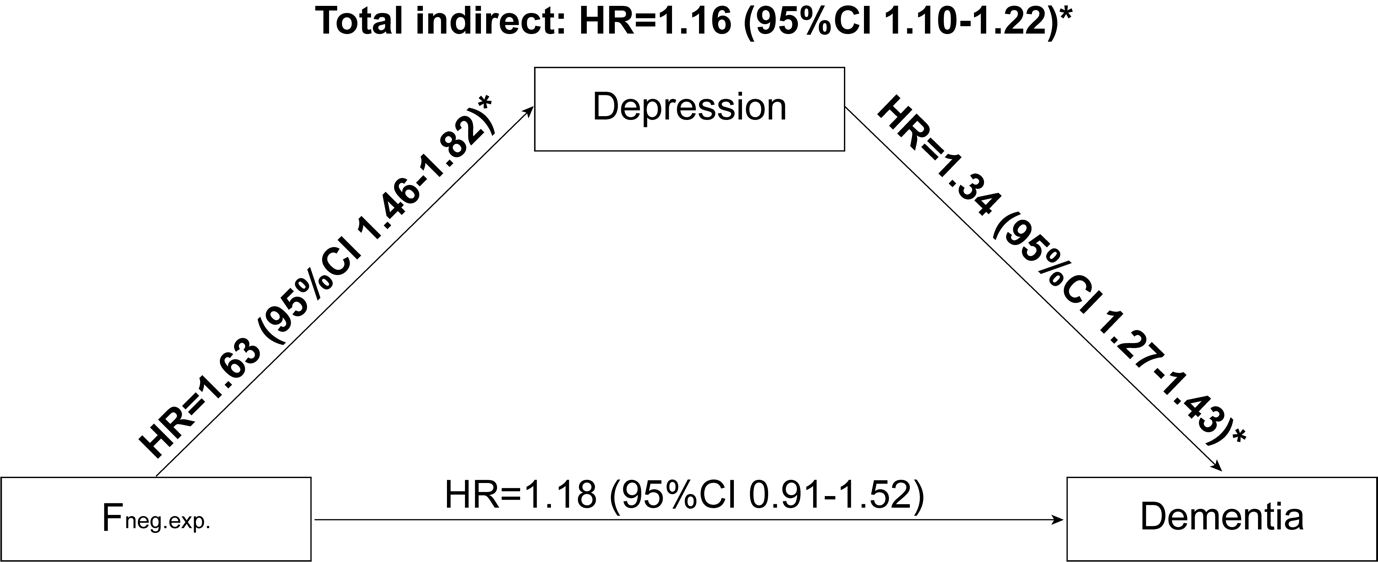 Total indirect: HR=1.16 (95%CI 1.10-1.22)*
Depression
HR=1.63 (95%CI 1.46-1.82)*
HR=1.34 (95%CI 1.27-1.43)*
HR=1.18 (95%CI 0.91-1.52)
Fneg.exp.
Dementia